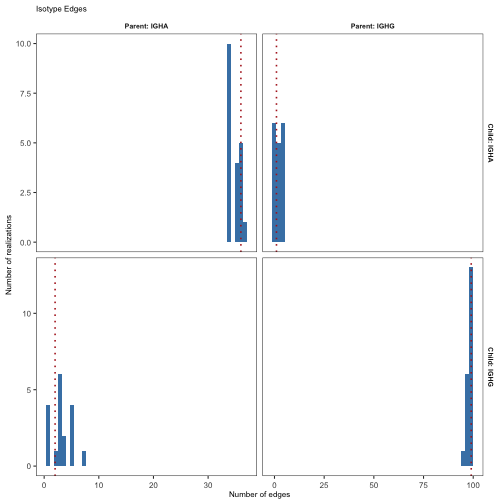 Isotype Edges
Parent: IGHA
Parent: IGHG
10.0
7.5
5.0
2.5
0.0
Child: IGHA
Number of realizations
10
5
0
Child: IGHG
0
10
20
30
0
25
50
75
100
Number of edges